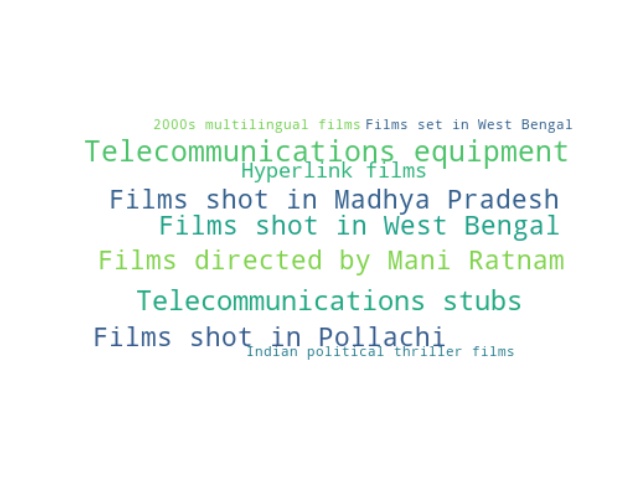 2000s multilingual films Films set in West Bengal
Telecommunications equipment
Hyperlink films
Films shot in Madhya Pradesh
Films shot in West Bengal
Films directed by Mani Ratnam
Telecommunications stubs
Films shot in Pollachi
Indian political thriller films